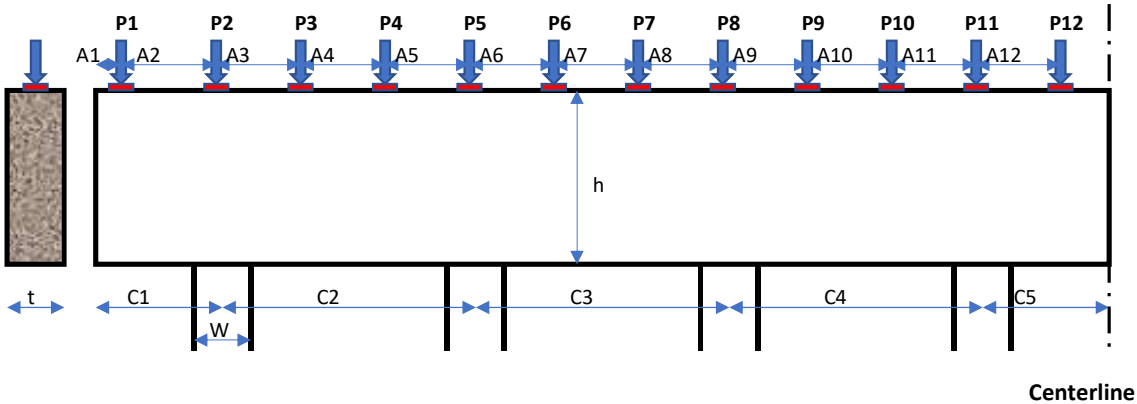 P1 P2 P3 P4 P5 P6 P7 P8 P9 P10 P11 P12
A1 A2 A3 A4 A5 A6 A7 A8 A9 A10 A11 A12
h
t C1 C2 C3 C4 C5
W
Centerline